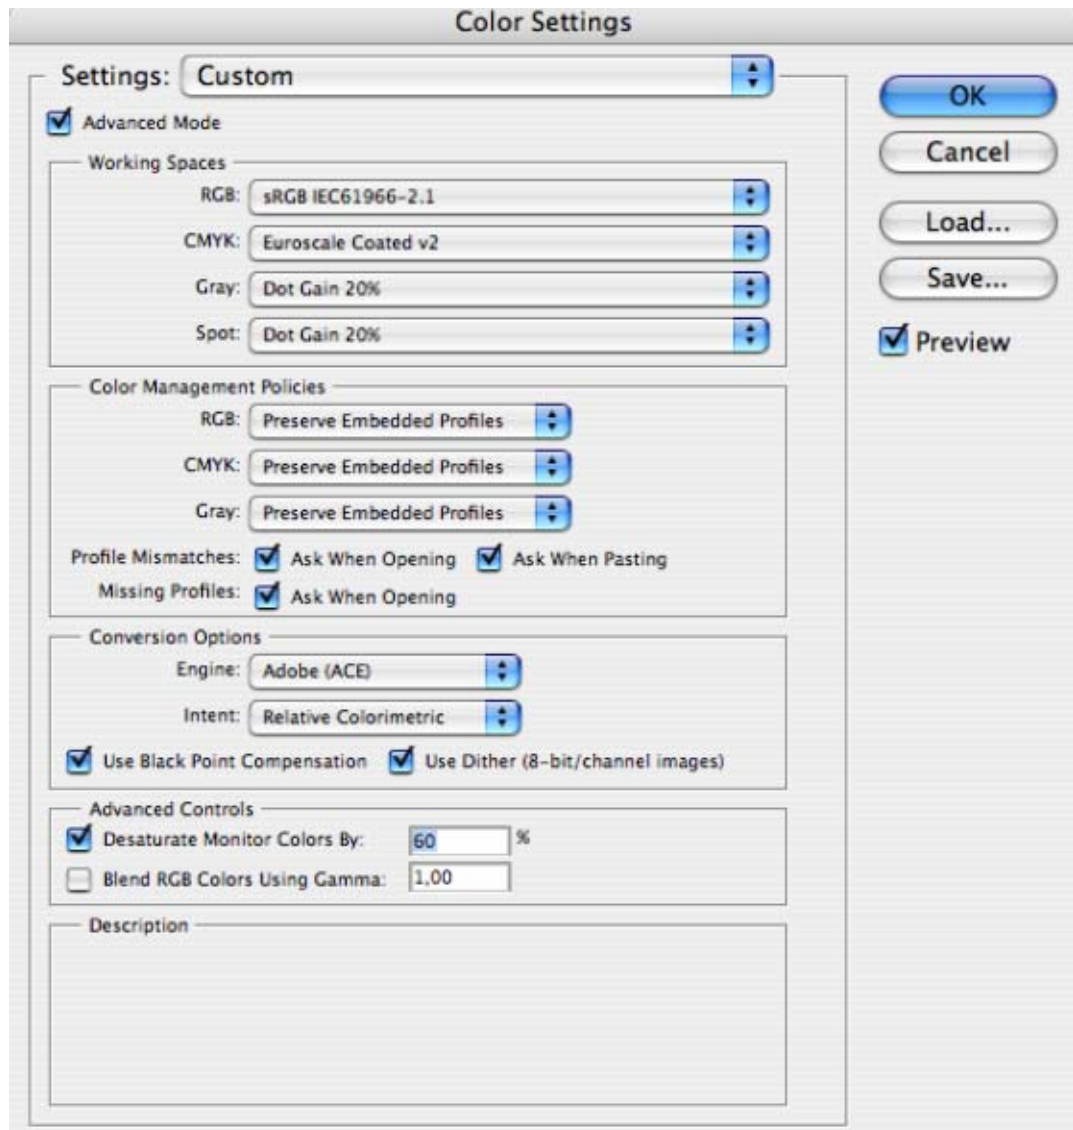 Color Settings
Settings: Custom
OK
Advanced Mode
Cancel
Working Spaces
RGB: sRGB IEC61966-2.1
Load...
CMYK: Euroscale Coated v2
Save...
Gray: Dot Gain 20%
Spot: Dot Gain 20%
Preview
Color Management Policies
RGB: Preserve Embedded Profiles
CMYK: Preserve Embedded Profiles
Gray: Preserve Embedded Profiles
Profile Mismatches: Ask When Opening Ask When Pasting
Missing Profiles: Ask When Opening
Conversion Options
Engine: Adobe (ACE)
Intent: Relative Colorimetric
Use Black Point Compensation Use Dither (8-bit/channel images)
Advanced Controls
Desaturate Monitor Colors By: 60 %
Blend RGB Colors Using Gamma: 1,00
Description